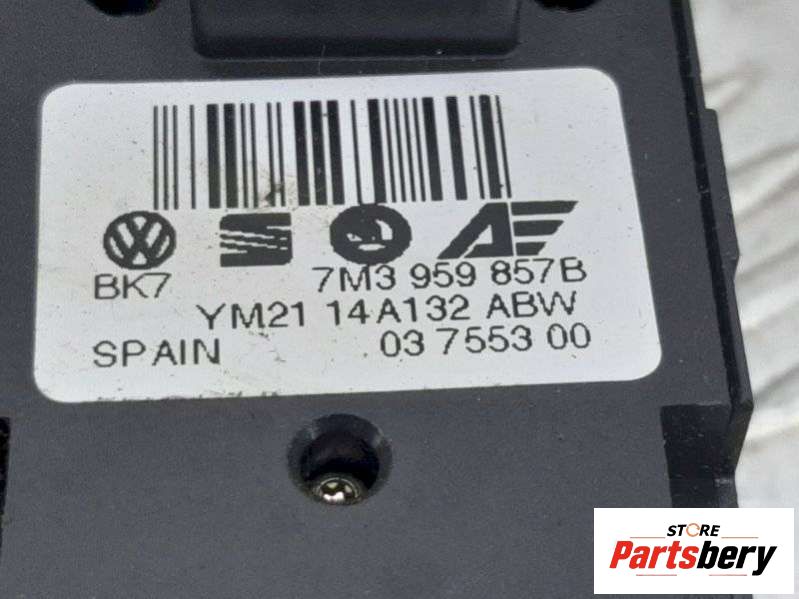 BK7 7M3 959 857B
YM21 14A132 ABW
SPAIN 03 7553 00
STORE
Partsbery